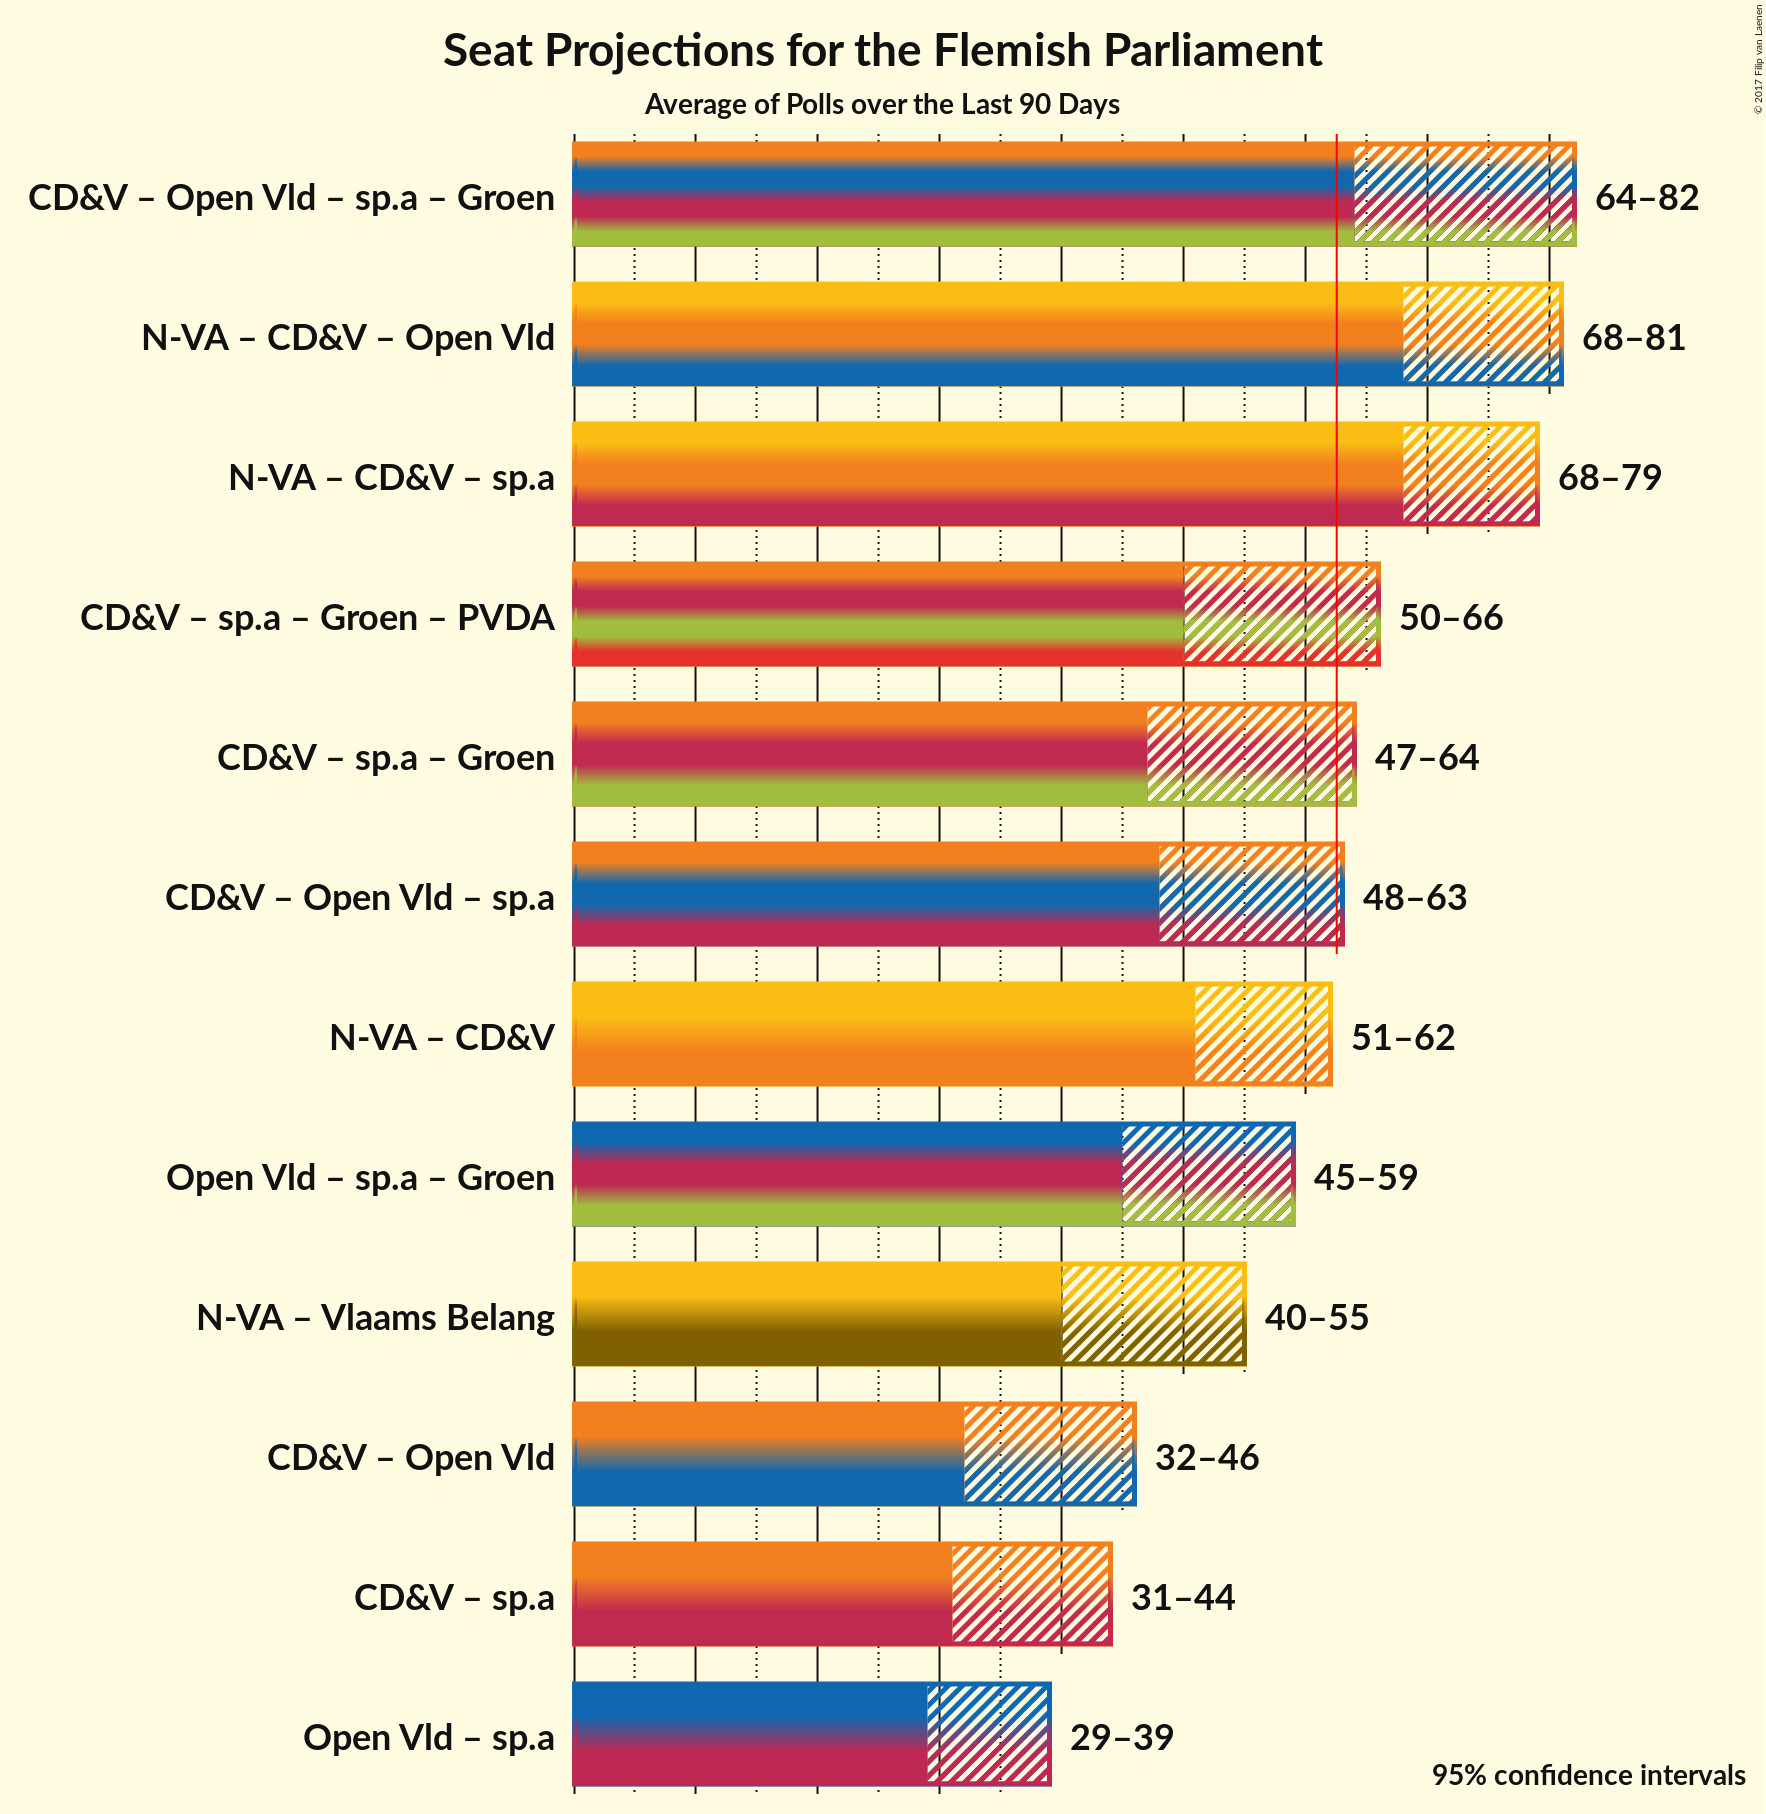 Seat Projections for the Flemish Parliament
Average of Polls over the Last 90 Days
© 2017 Filip van Laenen
CD&V – Open Vld – sp.a – Groen 64–82
N-VA – CD&V – Open Vld 68–81
N-VA – CD&V – sp.a 68–79
CD&V – sp.a – Groen – PVDA 50–66
CD&V – sp.a – Groen 47–64
CD&V – Open Vld – sp.a 48–63
N-VA – CD&V 51–62
Open Vld – sp.a – Groen 45–59
N-VA – Vlaams Belang 40–55
CD&V – Open Vld 32–46
CD&V – sp.a 31–44
Open Vld – sp.a 29–39
95% confidence intervals